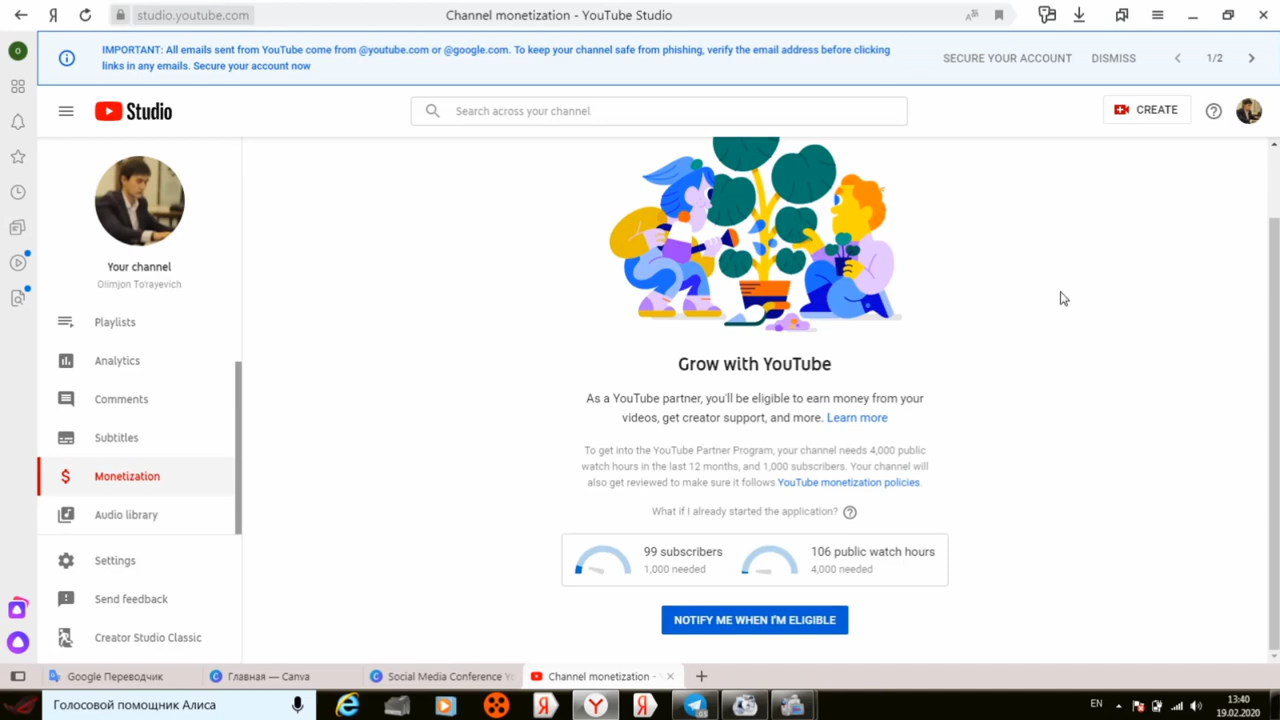 studio.youtube.com
Channel monetization - YouTube Studio
IMPORTANT: All emails sent from YouTube come from @youtube.com or @google.com. To keep your channel safe from phishing, verify the email address before clicking
links in any emails. Secure your account now
SECURE YOUR ACCOUNT
DISMISS
1/2
Studio
Search across your channel
CREATE
Your channel
Olimjon To'rayevich
Playlists
Analytics
Comments
Subtitles
Monetization
Audio library
Settings
Send feedback
Creator Studio Classic
Grow with YouTube
As a YouTube partner, you'll be eligible to earn money from your
videos, get creator support, and more. Learn more
To get into the YouTube Partner Program, your channel needs 4,000 public
watch hours in the last 12 months, and 1,000 subscribers. Your channel will
also get reviewed to make sure it follows YouTube monetization policies.
What if I already started the application?
99 subscribers
1,000 needed
106 public watch hours
4,000 needed
NOTIFY ME WHEN I'M ELIGIBLE
Google Переводчик
Главная — Canva
Social Media Conference
Channel monetization -
Голосовой помощник Алиса
EN
13:40
19.02.2020